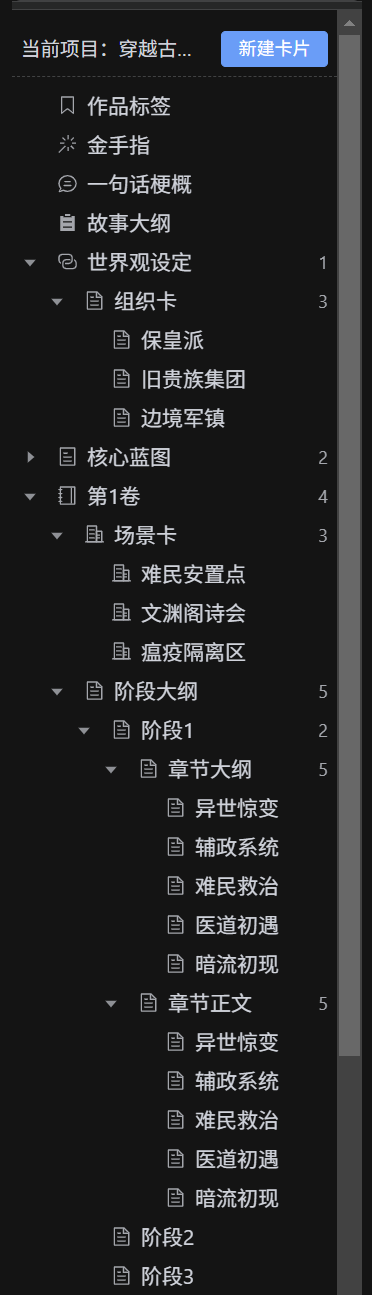 当前项目：穿越古... 新建卡片
作品标签
金手指
一句话梗概
故事大纲
世界观设定 1
组织卡 3
保皇派
旧贵族集团
边境军镇
核心蓝图 2
第1卷 4
场景卡 3
难民安置点
文渊阁诗会
瘟疫隔离区
阶段大纲 5
阶段1 2
章节大纲 5
异世惊变
辅政系统
难民救治
医道初遇
暗流初现
章节正文 5
异世惊变
辅政系统
难民救治
医道初遇
暗流初现
阶段2
阶段3